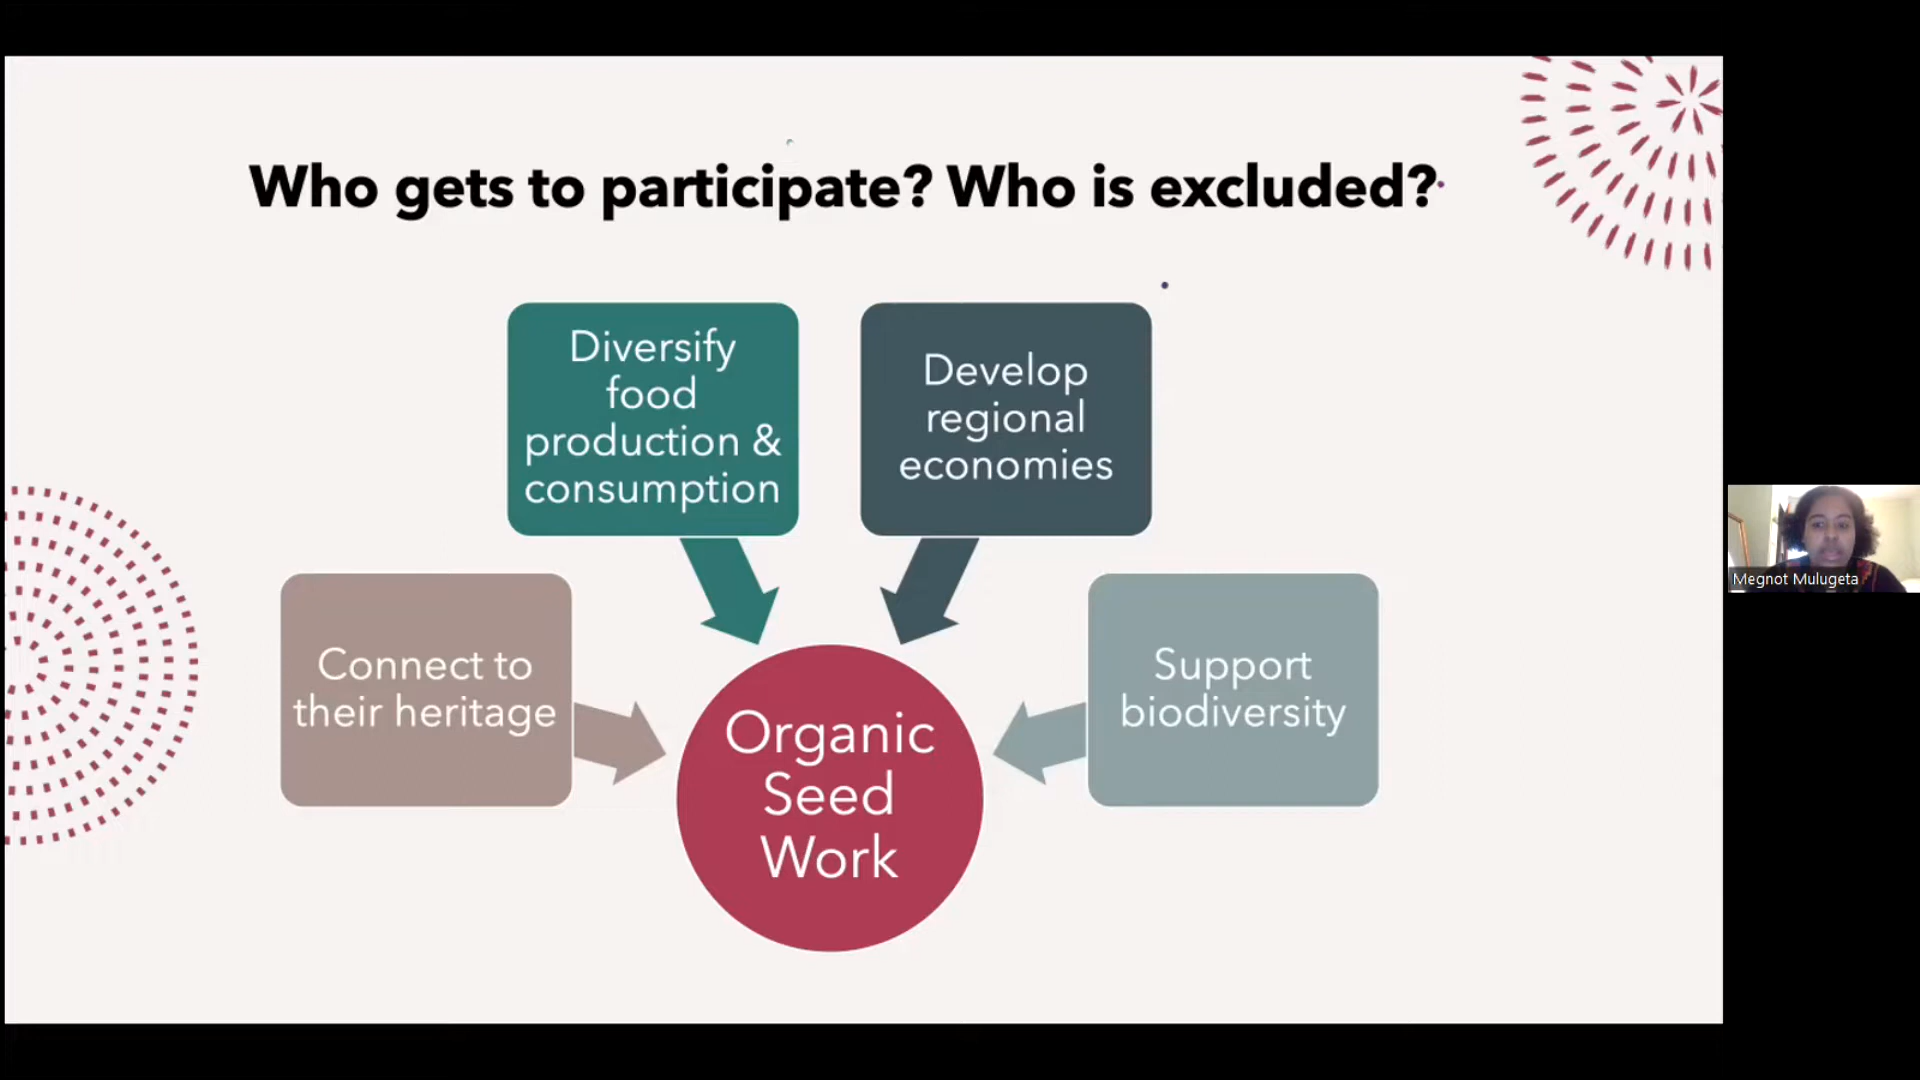 Who gets to participate? Who is excluded?
Diversify
food
production &
consumption
Develop
regional
economies
Connect to
their heritage
Support
biodiversity
Organic
Seed
Work
Megnot Mulugeta